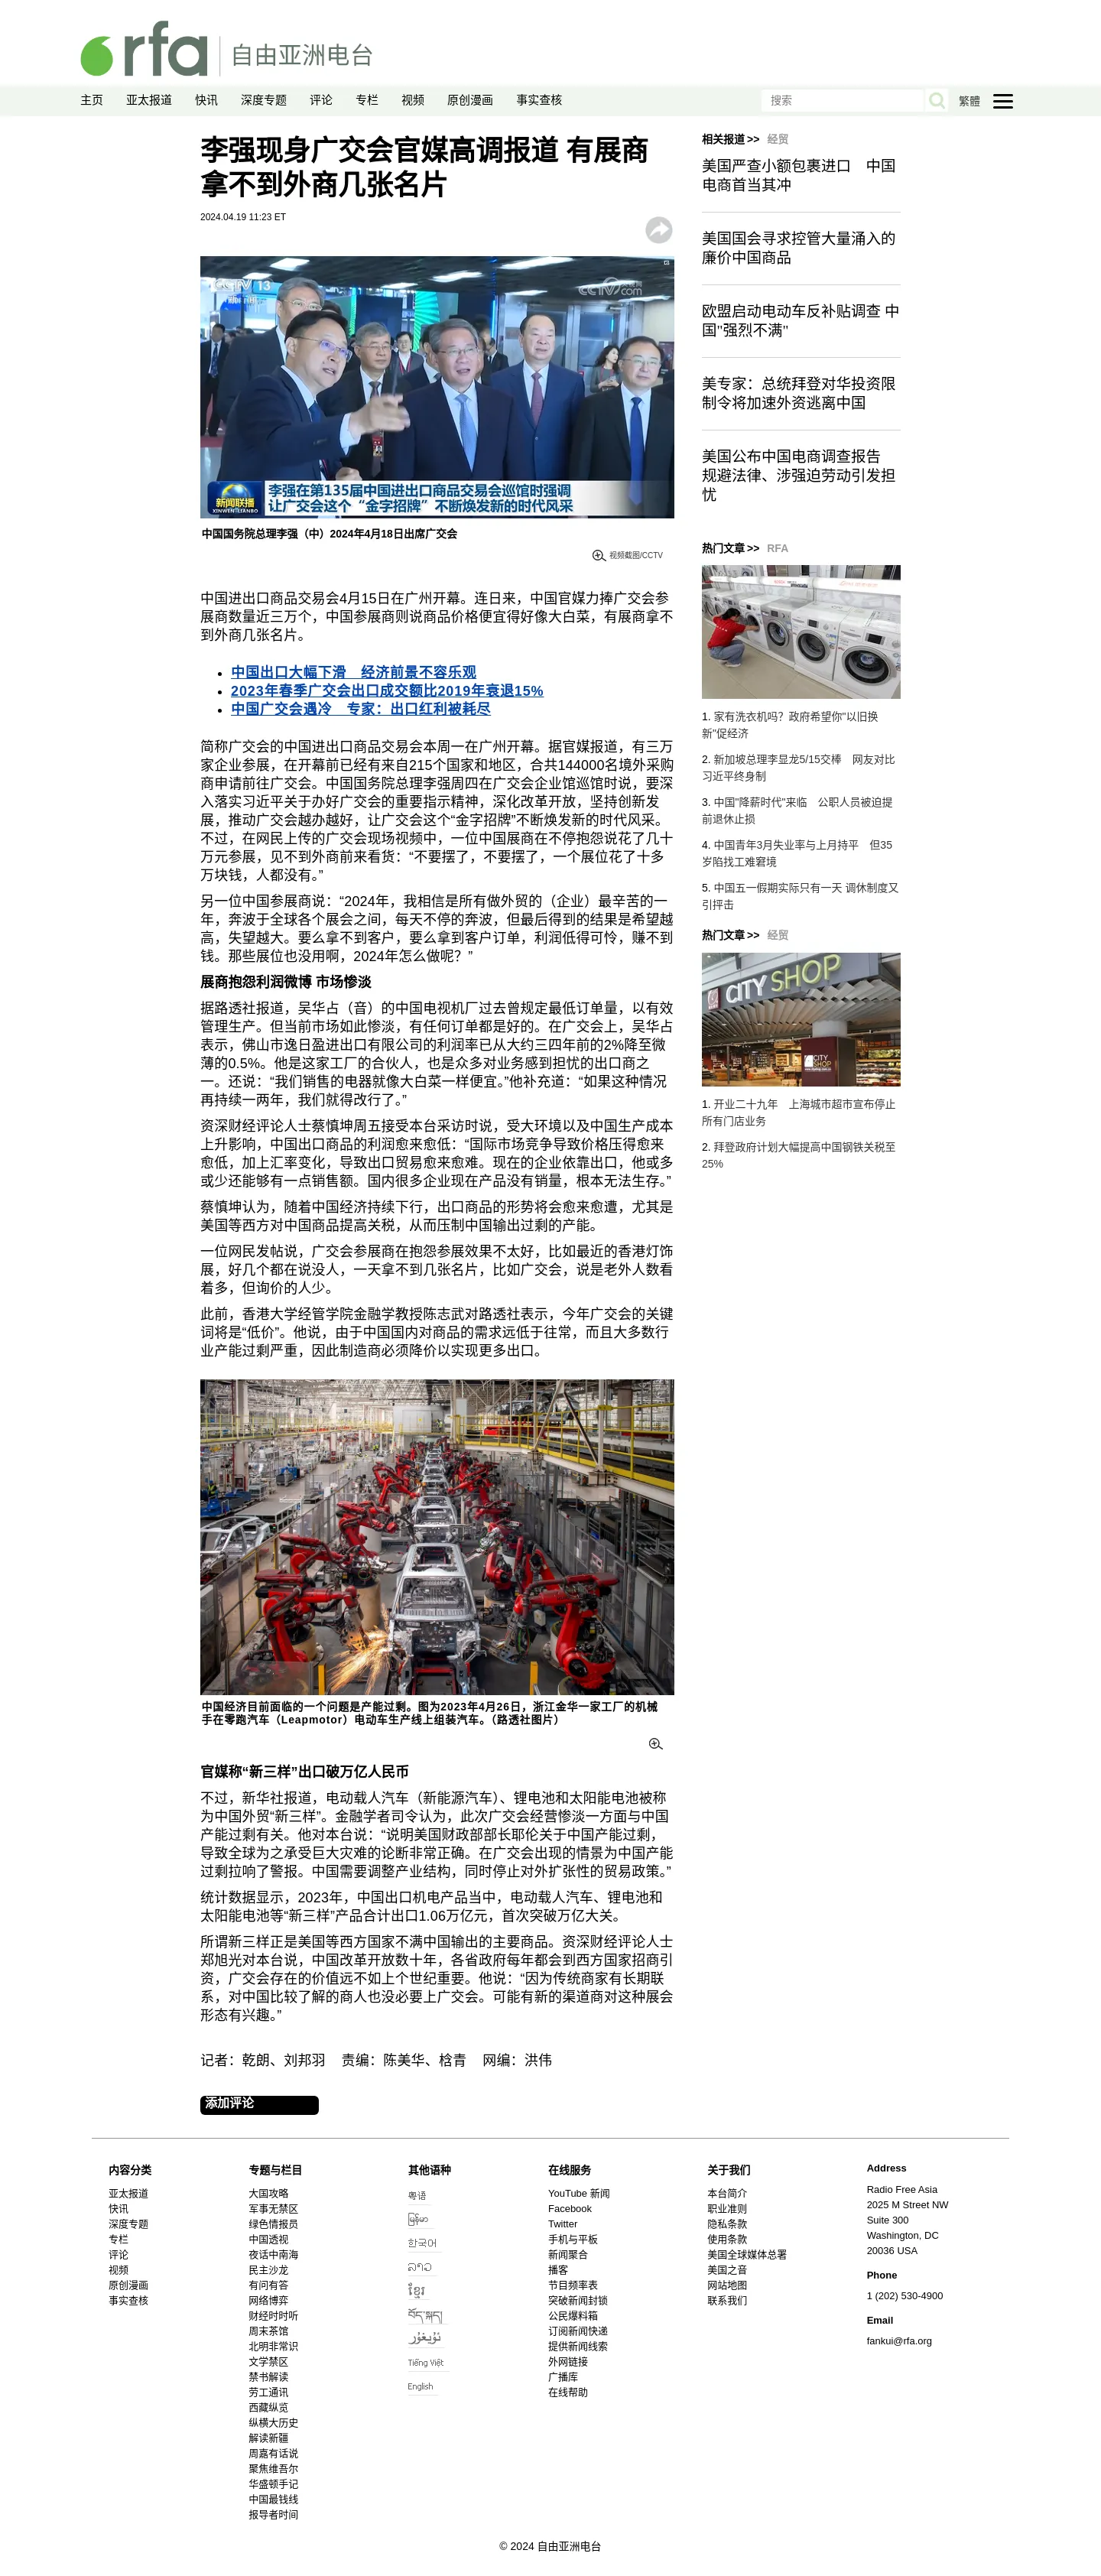 rfa 自由亚洲电台
主页 亚太报道 快讯 深度专题 评论 专栏 视频 原创漫画 事实查核 搜索 繁體
李强现身广交会官媒高调报道 有展商
拿不到外商几张名片
2024.04.19 11:23 ET
CCTV 13
CCTV.com
新闻联播
XINWEN LIANBO
李强在第135届中国进出口商品交易会巡馆时强调
让广交会这个“金字招牌”不断焕发新的时代风采
中国国务院总理李强（中）2024年4月18日出席广交会
视频截图/CCTV
中国进出口商品交易会4月15日在广州开幕。连日来，中国官媒力捧广交会参
展商数量近三万个，中国参展商则说商品价格便宜得好像大白菜，有展商拿不
到外商几张名片。
中国出口大幅下滑　经济前景不容乐观
2023年春季广交会出口成交额比2019年衰退15%
中国广交会遇冷　专家：出口红利被耗尽
简称广交会的中国进出口商品交易会本周一在广州开幕。据官媒报道，有三万
家企业参展，在开幕前已经有来自215个国家和地区，合共144000名境外采购
商申请前往广交会。中国国务院总理李强周四在广交会企业馆巡馆时说，要深
入落实习近平关于办好广交会的重要指示精神，深化改革开放，坚持创新发
展，推动广交会越办越好，让广交会这个“金字招牌”不断焕发新的时代风采。
不过，在网民上传的广交会现场视频中，一位中国展商在不停抱怨说花了几十
万元参展，见不到外商前来看货：“不要摆了，不要摆了，一个展位花了十多
万块钱，人都没有。”
另一位中国参展商说：“2024年，我相信是所有做外贸的（企业）最辛苦的一
年，奔波于全球各个展会之间，每天不停的奔波，但最后得到的结果是希望越
高，失望越大。要么拿不到客户，要么拿到客户订单，利润低得可怜，赚不到
钱。那些展位也没用啊，2024年怎么做呢？”
展商抱怨利润微博 市场惨淡
据路透社报道，吴华占（音）的中国电视机厂过去曾规定最低订单量，以有效
管理生产。但当前市场如此惨淡，有任何订单都是好的。在广交会上，吴华占
表示，佛山市逸日盈进出口有限公司的利润率已从大约三四年前的2%降至微
薄的0.5%。他是这家工厂的合伙人，也是众多对业务感到担忧的出口商之
一。还说：“我们销售的电器就像大白菜一样便宜。”他补充道：“如果这种情况
再持续一两年，我们就得改行了。”
资深财经评论人士蔡慎坤周五接受本台采访时说，受大环境以及中国生产成本
上升影响，中国出口商品的利润愈来愈低：“国际市场竞争导致价格压得愈来
愈低，加上汇率变化，导致出口贸易愈来愈难。现在的企业依靠出口，他或多
或少还能够有一点销售额。国内很多企业现在产品没有销量，根本无法生存。”
蔡慎坤认为，随着中国经济持续下行，出口商品的形势将会愈来愈遭，尤其是
美国等西方对中国商品提高关税，从而压制中国输出过剩的产能。
一位网民发帖说，广交会参展商在抱怨参展效果不太好，比如最近的香港灯饰
展，好几个都在说没人，一天拿不到几张名片，比如广交会，说是老外人数看
着多，但询价的人少。
此前，香港大学经管学院金融学教授陈志武对路透社表示，今年广交会的关键
词将是“低价”。他说，由于中国国内对商品的需求远低于往常，而且大多数行
业产能过剩严重，因此制造商必须降价以实现更多出口。
中国经济目前面临的一个问题是产能过剩。图为2023年4月26日，浙江金华一家工厂的机械
手在零跑汽车（Leapmotor）电动车生产线上组装汽车。（路透社图片）
官媒称“新三样”出口破万亿人民币
不过，新华社报道，电动载人汽车（新能源汽车）、锂电池和太阳能电池被称
为中国外贸“新三样”。金融学者司令认为，此次广交会经营惨淡一方面与中国
产能过剩有关。他对本台说：“说明美国财政部部长耶伦关于中国产能过剩，
导致全球为之承受巨大灾难的论断非常正确。在广交会出现的情景为中国产能
过剩拉响了警报。中国需要调整产业结构，同时停止对外扩张性的贸易政策。”
统计数据显示，2023年，中国出口机电产品当中，电动载人汽车、锂电池和
太阳能电池等“新三样”产品合计出口1.06万亿元，首次突破万亿大关。
所谓新三样正是美国等西方国家不满中国输出的主要商品。资深财经评论人士
郑旭光对本台说，中国改革开放数十年，各省政府每年都会到西方国家招商引
资，广交会存在的价值远不如上个世纪重要。他说：“因为传统商家有长期联
系，对中国比较了解的商人也没必要上广交会。可能有新的渠道商对这种展会
形态有兴趣。”
记者：乾朗、刘邦羽　责编：陈美华、梒青　网编：洪伟
添加评论
相关报道 >> 经贸
美国严查小额包裹进口　中国
电商首当其冲
美国国会寻求控管大量涌入的
廉价中国商品
欧盟启动电动车反补贴调查 中
国"强烈不满"
美专家：总统拜登对华投资限
制令将加速外资逃离中国
美国公布中国电商调查报告
规避法律、涉强迫劳动引发担
忧
热门文章 >> RFA
1. 家有洗衣机吗？政府希望你"以旧换
新"促经济
2. 新加坡总理李显龙5/15交棒　网友对比
习近平终身制
3. 中国"降薪时代"来临　公职人员被迫提
前退休止损
4. 中国青年3月失业率与上月持平　但35
岁陷找工难窘境
5. 中国五一假期实际只有一天 调休制度又
引抨击
热门文章 >> 经贸
CITY SHOP
CITY SHOP
1. 开业二十九年　上海城市超市宣布停止
所有门店业务
2. 拜登政府计划大幅提高中国钢铁关税至
25%
内容分类
亚太报道
快讯
深度专题
专栏
评论
视频
原创漫画
事实查核
专题与栏目
大国攻略
军事无禁区
绿色情报员
中国透视
夜话中南海
民主沙龙
有问有答
网络博弈
财经时时听
周末茶馆
北明非常识
文学禁区
禁书解读
劳工通讯
西藏纵览
纵横大历史
解读新疆
周嘉有话说
聚焦维吾尔
华盛顿手记
中国最钱线
报导者时间
其他语种
粤语
မြန်မာ
한국어
ລາວ
ខ្មែរ
བོད་སྐད།
ئۇيغۇر
Tiếng Việt
English
在线服务
YouTube 新闻
Facebook
Twitter
手机与平板
新闻聚合
播客
节目频率表
突破新闻封锁
公民爆料箱
订阅新闻快递
提供新闻线索
外网链接
广播库
在线帮助
关于我们
本台简介
职业准则
隐私条款
使用条款
美国全球媒体总署
美国之音
网站地图
联系我们
Address
Radio Free Asia
2025 M Street NW
Suite 300
Washington, DC
20036 USA
Phone
1 (202) 530-4900
Email
fankui@rfa.org
© 2024 自由亚洲电台